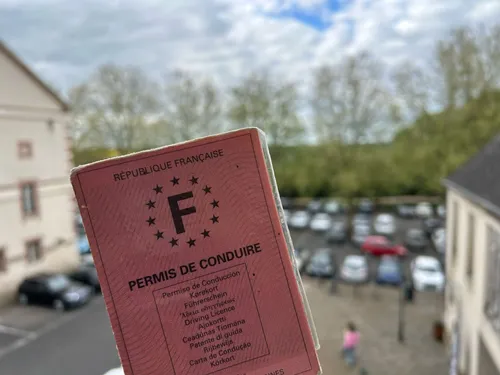 RÉPUBLIQUE FRANÇAISE
F
PERMIS DE CONDUIRE
Permiso de Conducción
Kørekort
Führerschein
Driving Licence
Ajokortti
Ceadúnas Tiomána
Patente di guida
Rijbewijs
Carta de Condução
Körkort